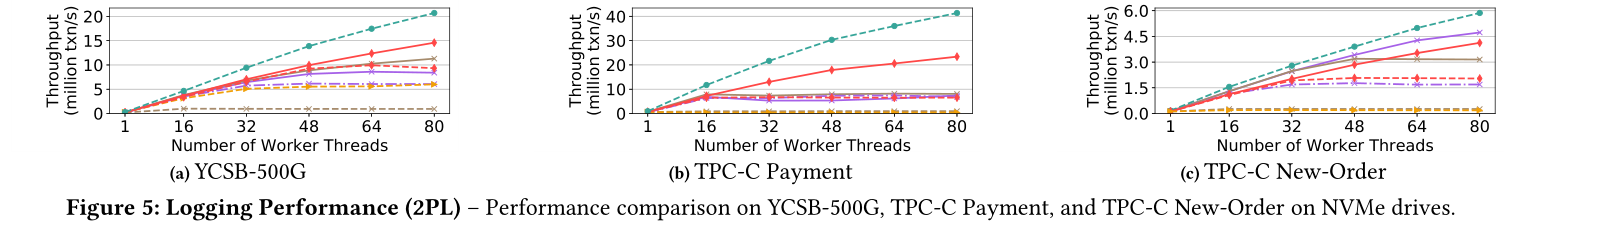 Throughput
(million txn/s)
20
15
10
5
0
1 16 32 48 64 80
Number of Worker Threads
(a) YCSB-500G
Throughput
(million txn/s)
40
30
20
10
0
1 16 32 48 64 80
Number of Worker Threads
(b) TPC-C Payment
Throughput
(million txn/s)
6.0
4.5
3.0
1.5
0.0
1 16 32 48 64 80
Number of Worker Threads
(c) TPC-C New-Order
Figure 5: Logging Performance (2PL) – Performance comparison on YCSB-500G, TPC-C Payment, and TPC-C New-Order on NVMe drives.